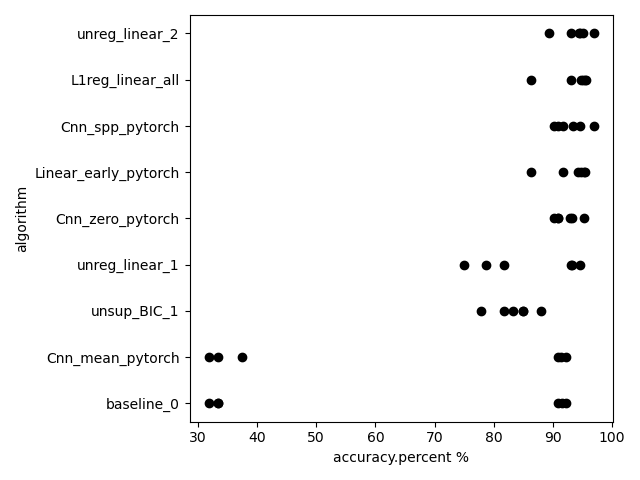 unreg_linear_2
L1reg_linear_all
Cnn_spp_pytorch
Linear_early_pytorch
Cnn_zero_pytorch
unreg_linear_1
unsup_BIC_1
Cnn_mean_pytorch
baseline_0
algorithm
30 40 50 60 70 80 90 100
accuracy.percent %